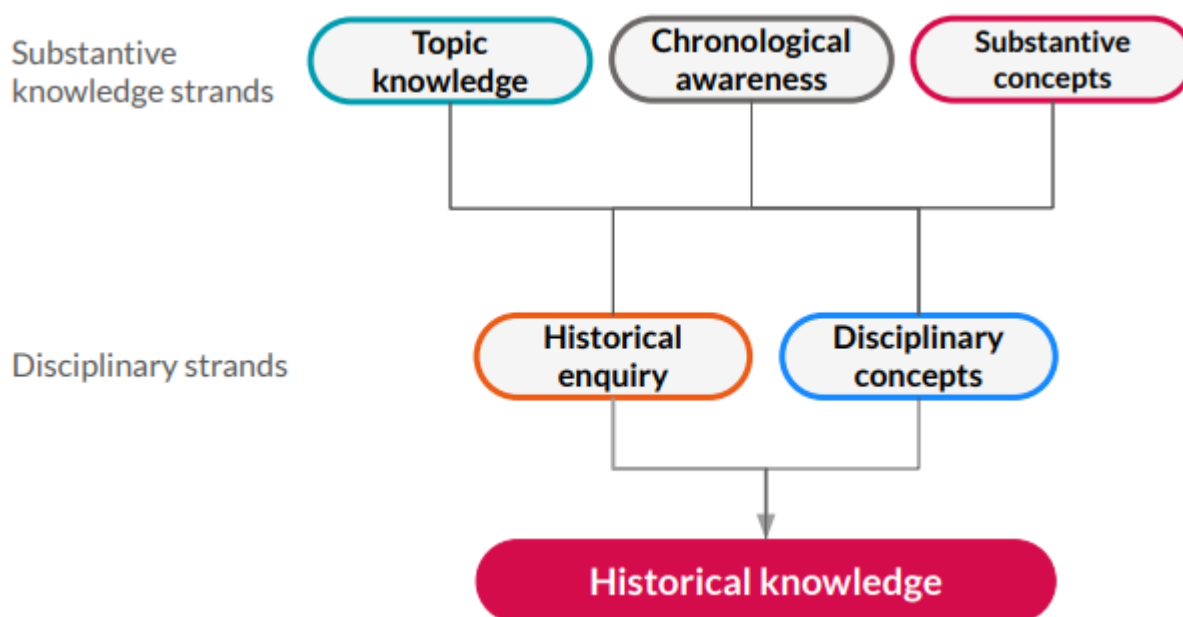 Substantive
knowledge strands
Topic
knowledge
Chronological
awareness
Substantive
concepts
Disciplinary strands
Historical
enquiry
Disciplinary
concepts
Historical knowledge